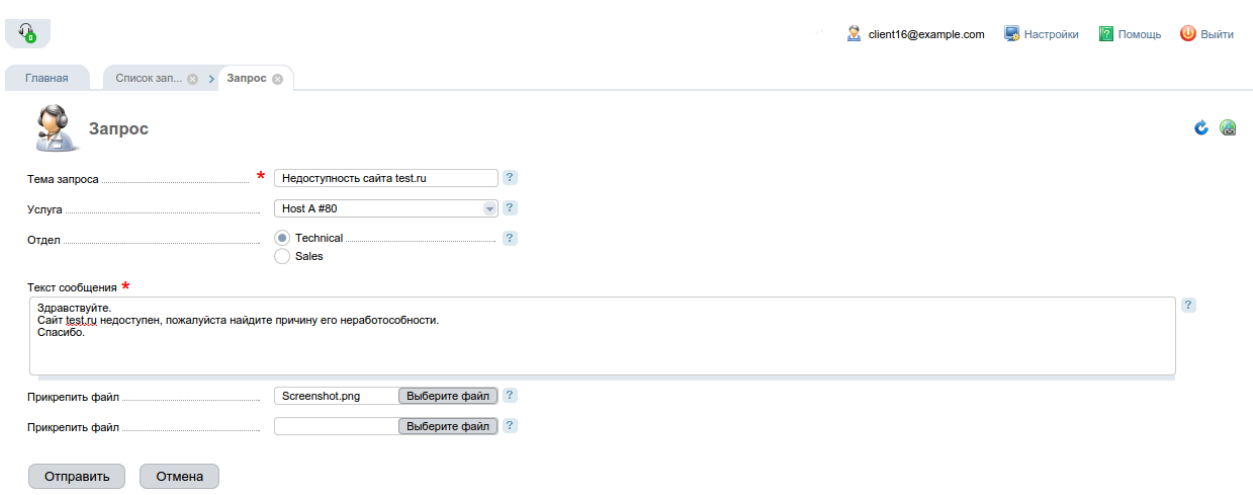 0
client16@example.com Настройки Помощь Выйти
Главная Список зап... Запрос
Запрос
Тема запроса * Недоступность сайта test.ru ?
Услуга Host A #80 ?
Отдел Technical ?
Sales
Текст сообщения *
Здравствуйте. ?
Сайт test.ru недоступен, пожалуйста найдите причину его неработособности.
Спасибо.
Прикрепить файл Screenshot.png Выберите файл ?
Прикрепить файл Выберите файл ?
Отправить Отмена